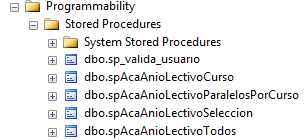 Programmability
Stored Procedures
System Stored Procedures
dbo.sp_valida_usuario
dbo.spAcaAnioLectivoCurso
dbo.spAcaAnioLectivoParalelosPorCurso
dbo.spAcaAnioLectivoSeleccion
dbo.spAcaAnioLectivoTodos